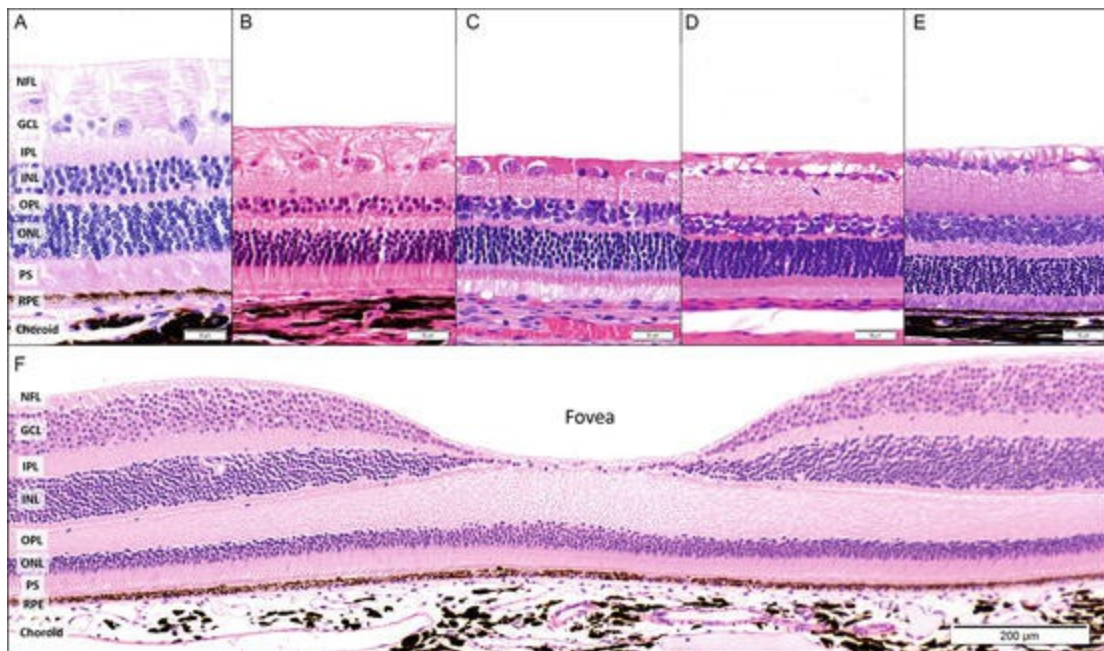 A
B
C
D
E
NFL
GCL
IPL
INL
OPL
ONL
PS
RPE
Choroid
F
Fovea
NFL
GCL
IPL
INL
OPL
ONL
PS
RPE
Choroid
200 µm